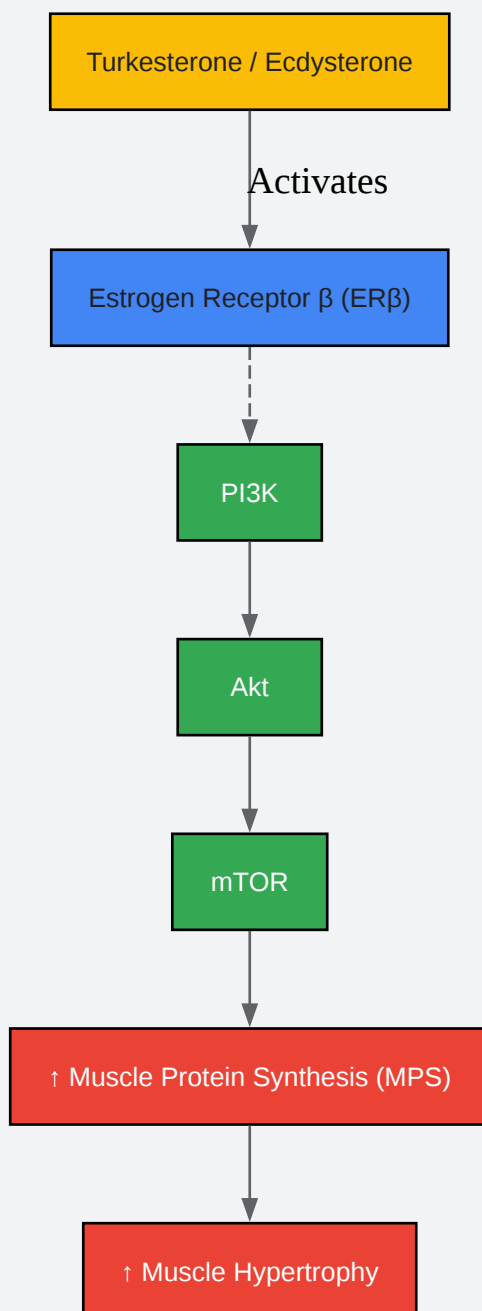 Turkesterone / Ecdysterone
Activates
Estrogen Receptor β (ERβ)
PI3K
Akt
mTOR
↑ Muscle Protein Synthesis (MPS)
↑ Muscle Hypertrophy